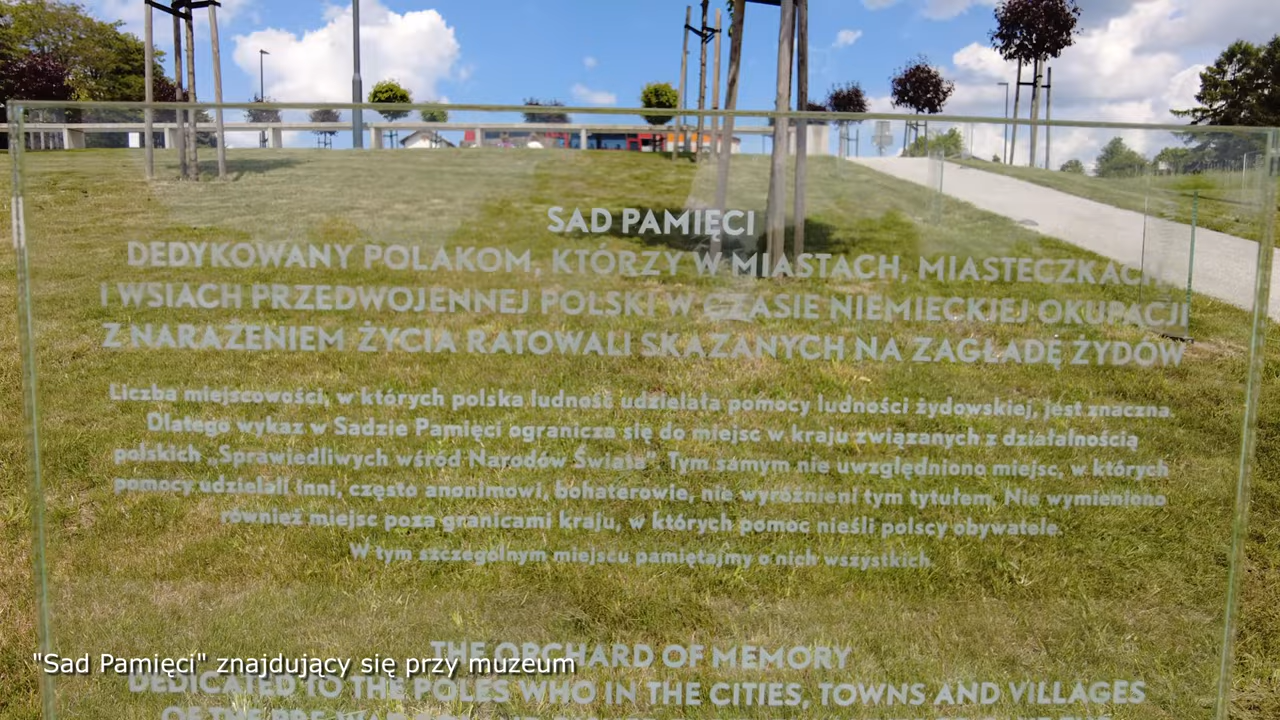 SAD PAMIĘCI
DEDYKOWANY POLAKOM, KTÓRZY W MIASTACH, MIASTECZKACH
I WSIACH PRZEDWOJENNEJ POLSKI W CZASIE NIEMIECKIEJ OKUPACJI
Z NARAŻENIEM ŻYCIA RATOWALI SKAZANYCH NA ZAGŁADĘ ŻYDÓW
Liczba miejscowości, w których polska ludność udzielała pomocy ludności żydowskiej, jest znaczna.
Dlatego wykaz w Sadzie Pamięci ogranicza się do miejsc w kraju związanych z działalnością
polskich „Sprawiedliwych wśród Narodów Świata”. Tym samym nie uwzględniono miejsc, w których
pomocy udzielali inni, często anonimowi, bohaterowie, nie wyróżnieni tym tytułem. Nie wymieniono
również miejsc poza granicami kraju, w których pomoc nieśli polscy obywatele.
W tym szczególnym miejscu pamiętajmy o nich wszystkich.
THE ORCHARD OF MEMORY
"Sad Pamięci" znajdujący się przy muzeum
DEDICATED TO THE POLES WHO IN THE CITIES, TOWNS AND VILLAGES
OF THE PRE-WAR